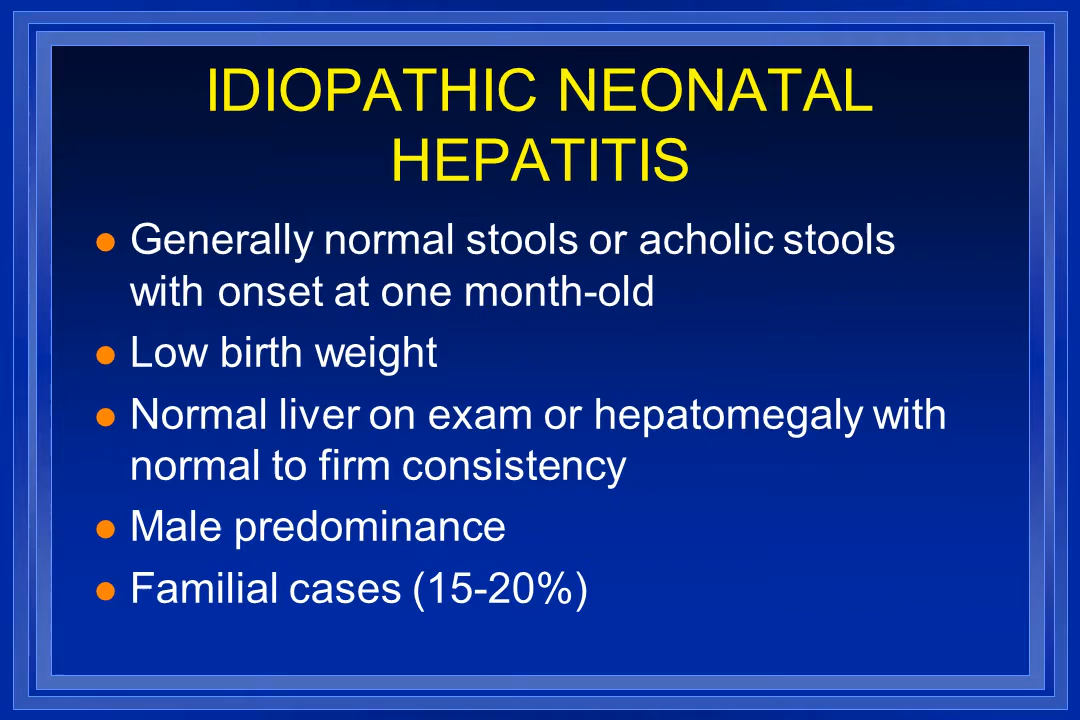 IDIOPATHIC NEONATAL
HEPATITIS
Generally normal stools or acholic stools
with onset at one month-old
Low birth weight
Normal liver on exam or hepatomegaly with
normal to firm consistency
Male predominance
Familial cases (15-20%)